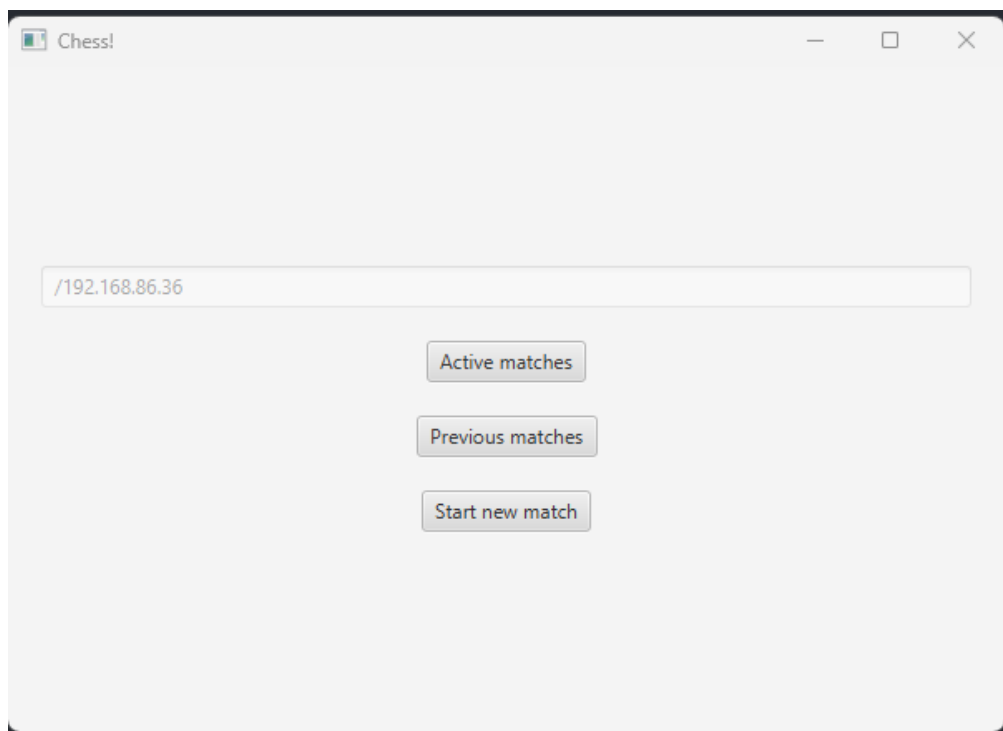 Chess!
/192.168.86.36
Active matches
Previous matches
Start new match